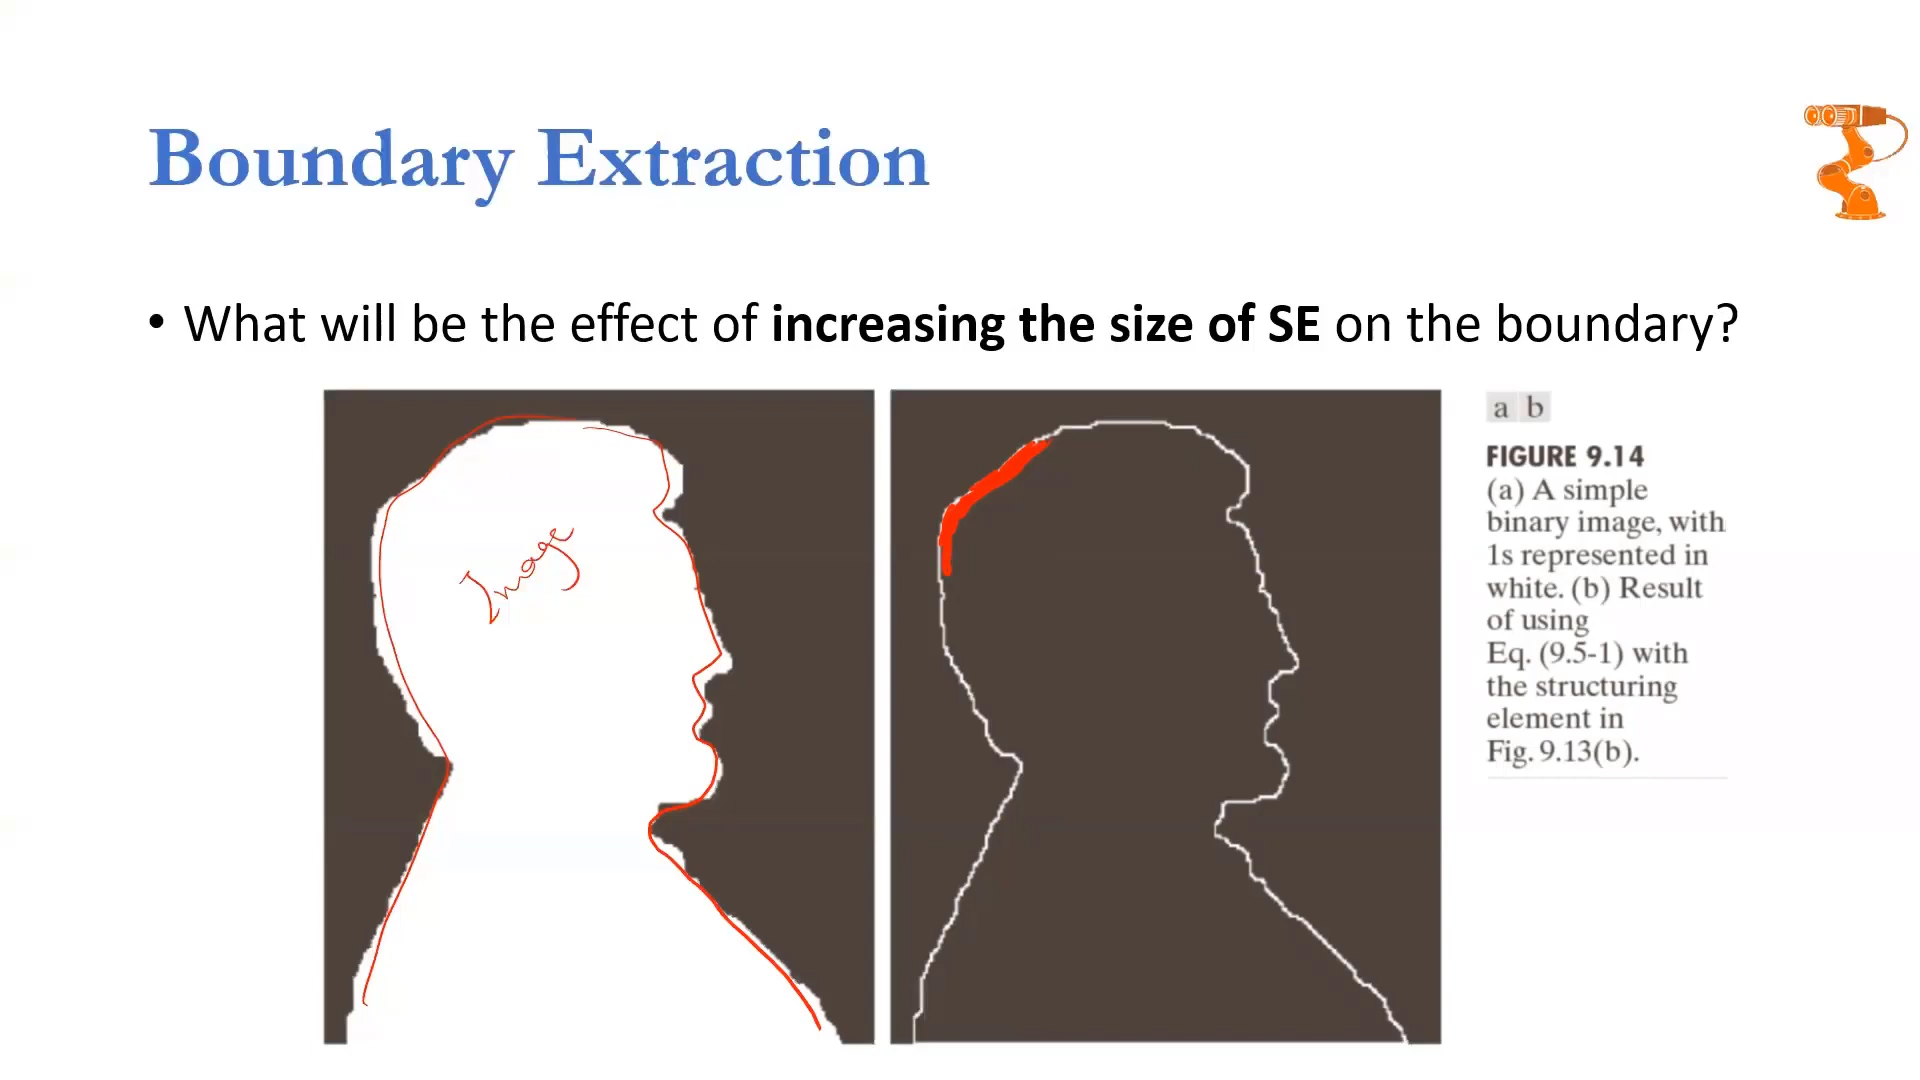 Boundary Extraction
• What will be the effect of increasing the size of SE on the boundary?
Image
a b
FIGURE 9.14
(a) A simple
binary image, with
1s represented in
white. (b) Result
of using
Eq. (9.5-1) with
the structuring
element in
Fig. 9.13(b).